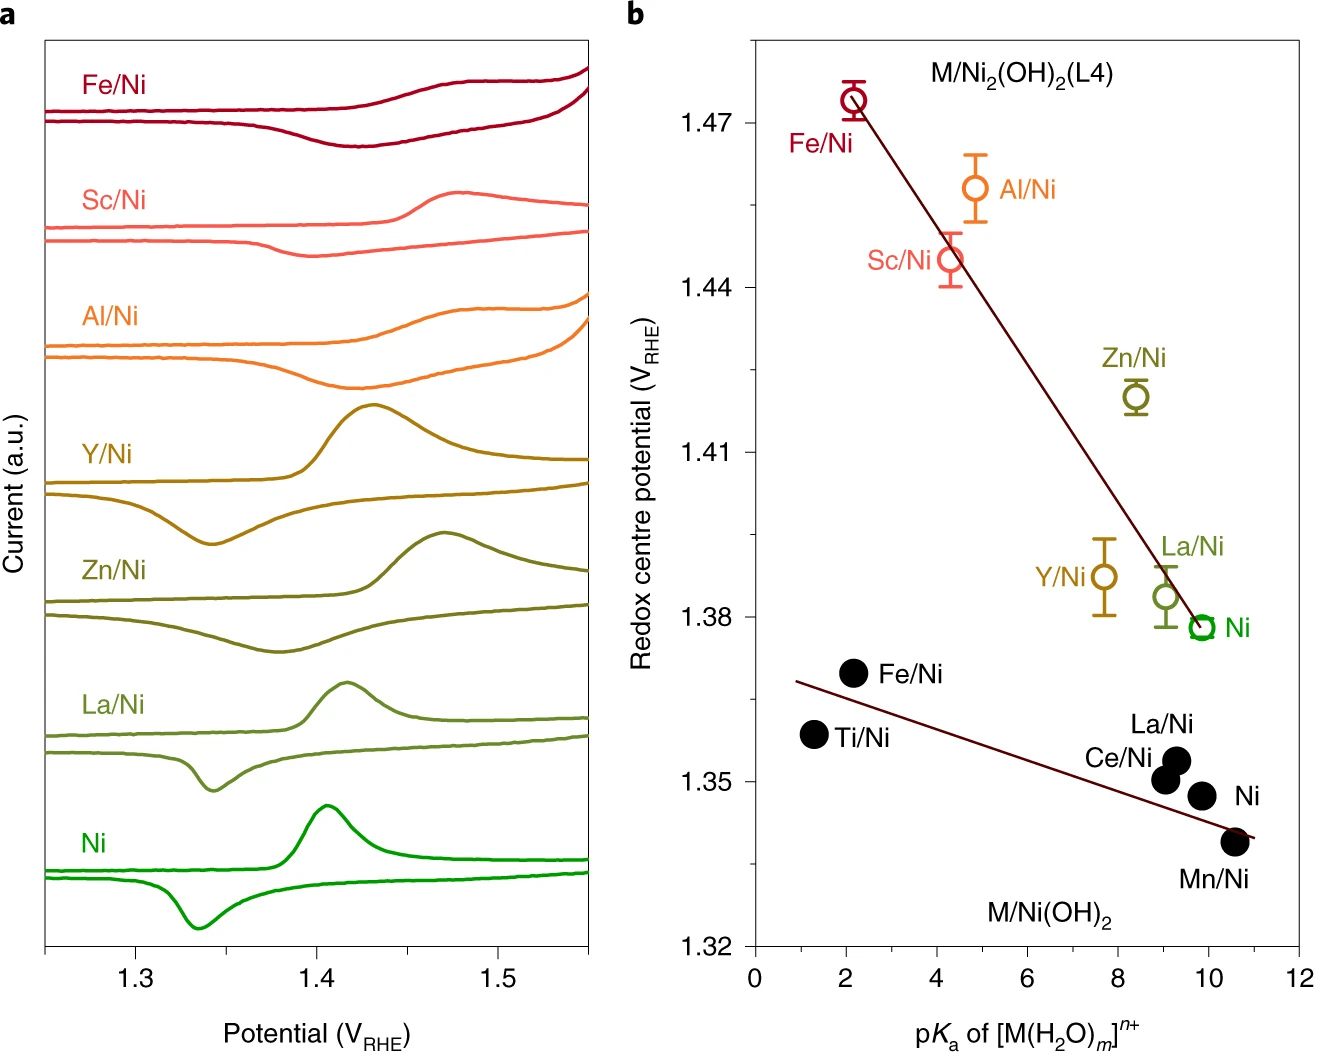 a
Fe/Ni
Sc/Ni
Al/Ni
Y/Ni
Zn/Ni
La/Ni
Ni
Current (a.u.)
1.3 1.4 1.5
Potential (V_RHE)
b
M/Ni₂(OH)₂(L4)
Fe/Ni
Al/Ni
Sc/Ni
Zn/Ni
La/Ni
Y/Ni
Ni
Fe/Ni
Ti/Ni
La/Ni
Ce/Ni
Ni
Mn/Ni
M/Ni(OH)₂
1.47
1.44
1.41
1.38
1.35
1.32
Redox centre potential (V_RHE)
0 2 4 6 8 10 12
pKₐ of [M(H₂O)ₘ]ⁿ⁺